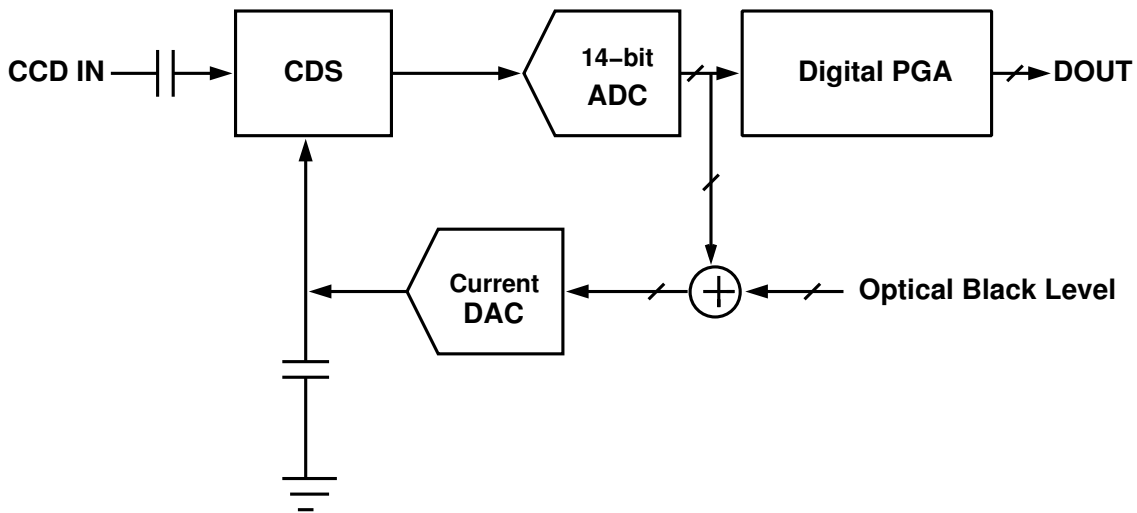 CCD IN
CDS
14−bit
ADC
Digital PGA
DOUT
Current
DAC
Optical Black Level